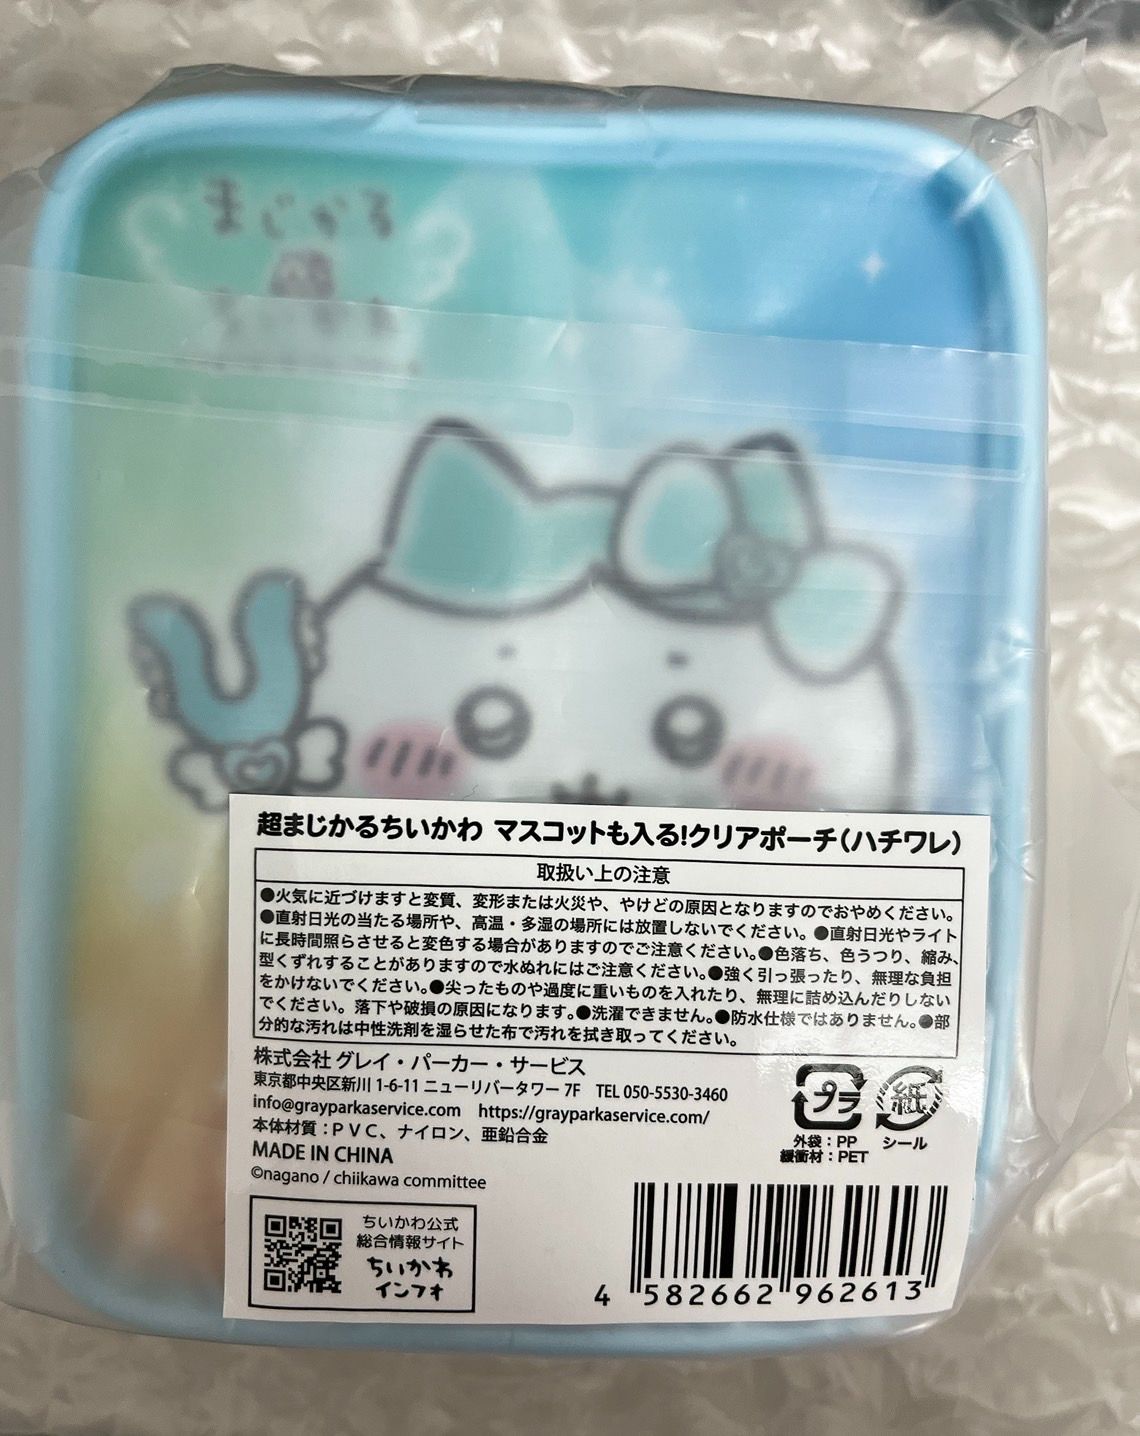 まじかる
超まじかるちいかわ マスコットも入る!クリアポーチ(ハチワレ)
取扱い上の注意
●火気に近づけますと変質、変形または火災や、やけどの原因となりますのでおやめください。
●直射日光の当たる場所や、高温・多湿の場所には放置しないでください。●直射日光やライト
に長時間照らさせると変色する場合がありますのでご注意ください。●色落ち、色うつり、縮み、
型くずれすることがありますので水ぬれにはご注意ください。●強く引っ張ったり、無理な負担
をかけないでください。●尖ったものや過度に重いものを入れたり、無理に詰め込んだりしない
でください。落下や破損の原因になります。●洗濯できません。●防水仕様ではありません。●部
分的な汚れは中性洗剤を湿らせた布で汚れを拭き取ってください。
株式会社 グレイ・パーカー・サービス
東京都中央区新川 1-6-11 ニューリバータワー 7F TEL 050-5530-3460
info@grayparkaservice.com https://grayparkaservice.com/
本体材質:PVC、ナイロン、亜鉛合金
MADE IN CHINA
©nagano / chiikawa committee
プラ
紙
外袋:PP シール
緩衝材:PET
ちいかわ公式
総合情報サイト
ちいかわ
インフォ
4 582662 962613